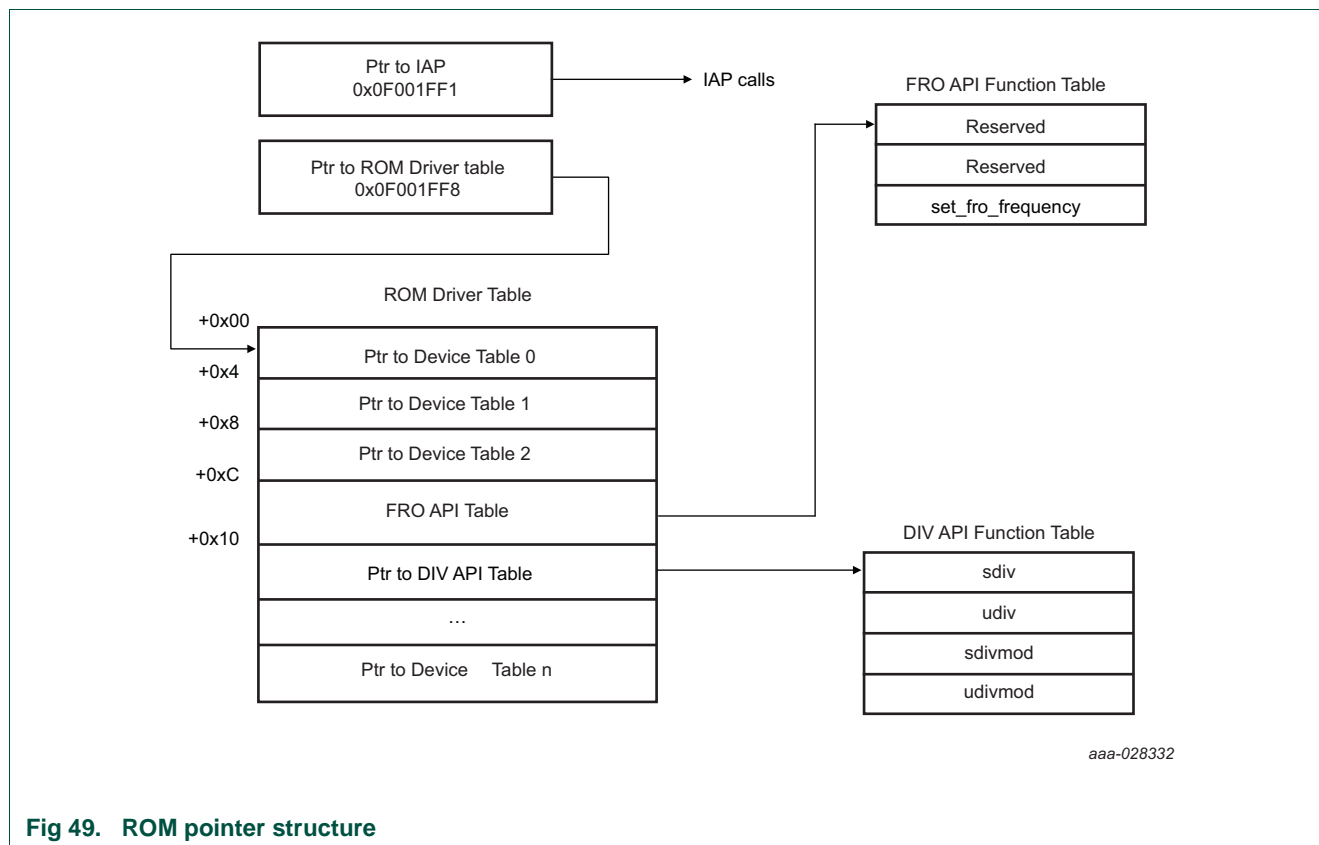 Ptr to IAP
0x0F001FF1
IAP calls
Ptr to ROM Driver table
0x0F001FF8
FRO API Function Table
Reserved
Reserved
set_fro_frequency
ROM Driver Table
+0x00
Ptr to Device Table 0
+0x4
Ptr to Device Table 1
+0x8
Ptr to Device Table 2
+0xC
FRO API Table
+0x10
Ptr to DIV API Table
...
Ptr to Device Table n
DIV API Function Table
sdiv
udiv
sdivmod
udivmod
aaa-028332
Fig 49. ROM pointer structure